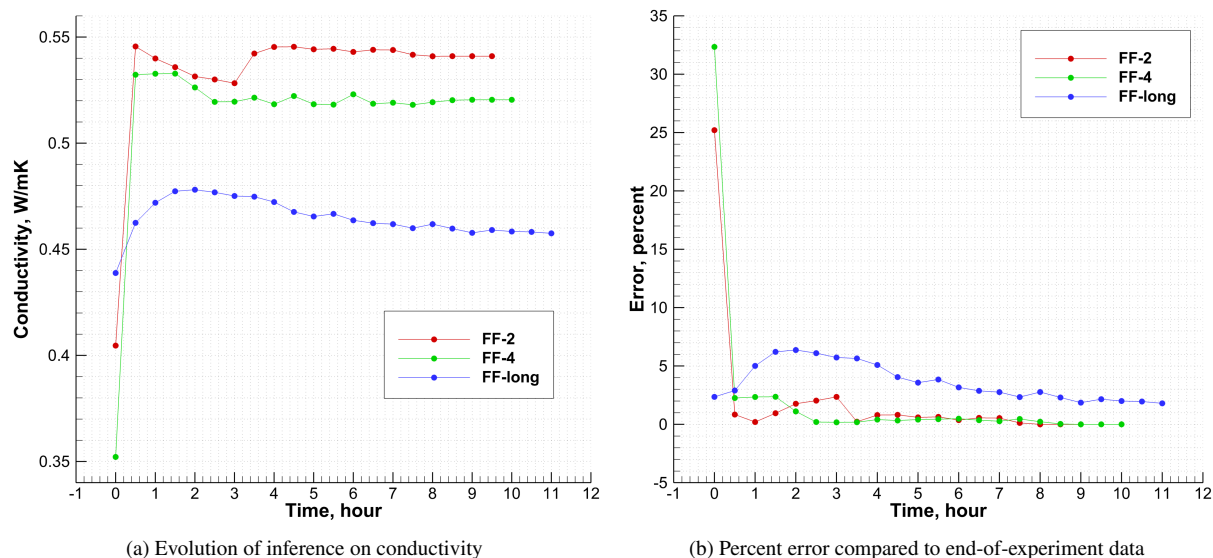 0.55
0.5
0.45
0.4
0.35
Conductivity, W/mK
FF-2
FF-4
FF-long
-1 0 1 2 3 4 5 6 7 8 9 10 11 12
Time, hour
(a) Evolution of inference on conductivity
35
30
25
20
15
10
5
0
-5
Error, percent
FF-2
FF-4
FF-long
-1 0 1 2 3 4 5 6 7 8 9 10 11 12
Time, hour
(b) Percent error compared to end-of-experiment data